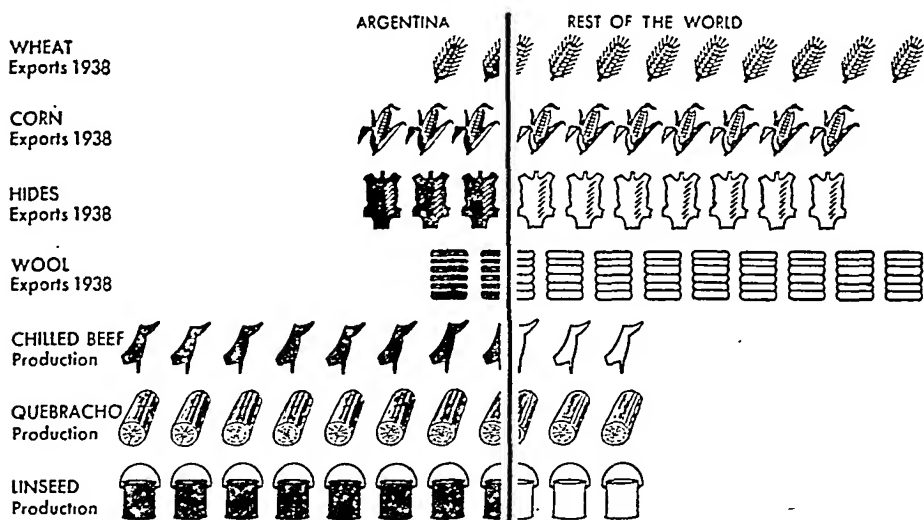 ARGENTINA REST OF THE WORLD
WHEAT
Exports 1938
CORN
Exports 1938
HIDES
Exports 1938
WOOL
Exports 1938
CHILLED BEEF
Production
QUEBRACHO
Production
LINSEED
Production